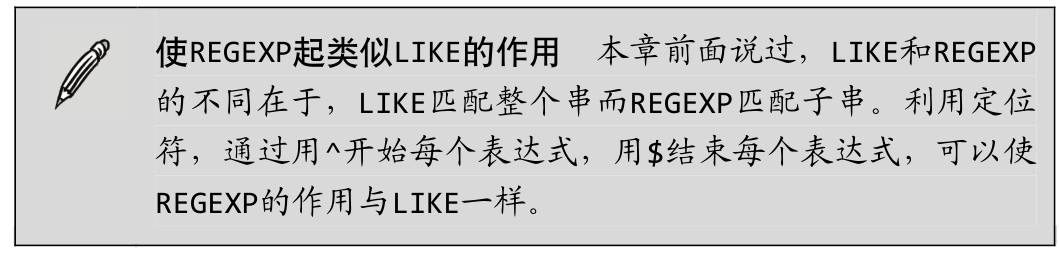 使REGEXP起类似LIKE的作用 本章前面说过，LIKE和REGEXP
的不同在于，LIKE匹配整个串而REGEXP匹配子串。利用定位
符，通过用^开始每个表达式，用$结束每个表达式，可以使
REGEXP的作用与LIKE一样。